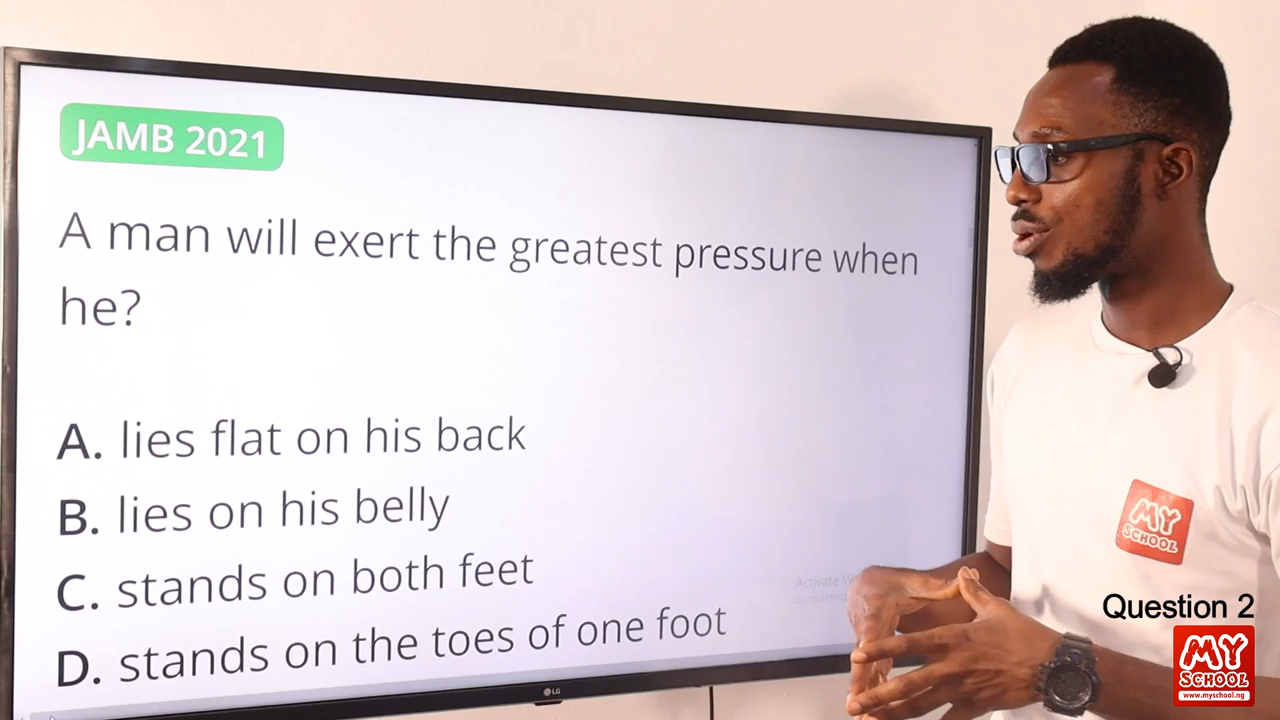 JAMB 2021
A man will exert the greatest pressure when
he?
A. lies flat on his back
B. lies on his belly
C. stands on both feet
D. stands on the toes of one foot
LG
MY
SCHOOL
Question 2
MY
SCHOOL
www.myschool.ng